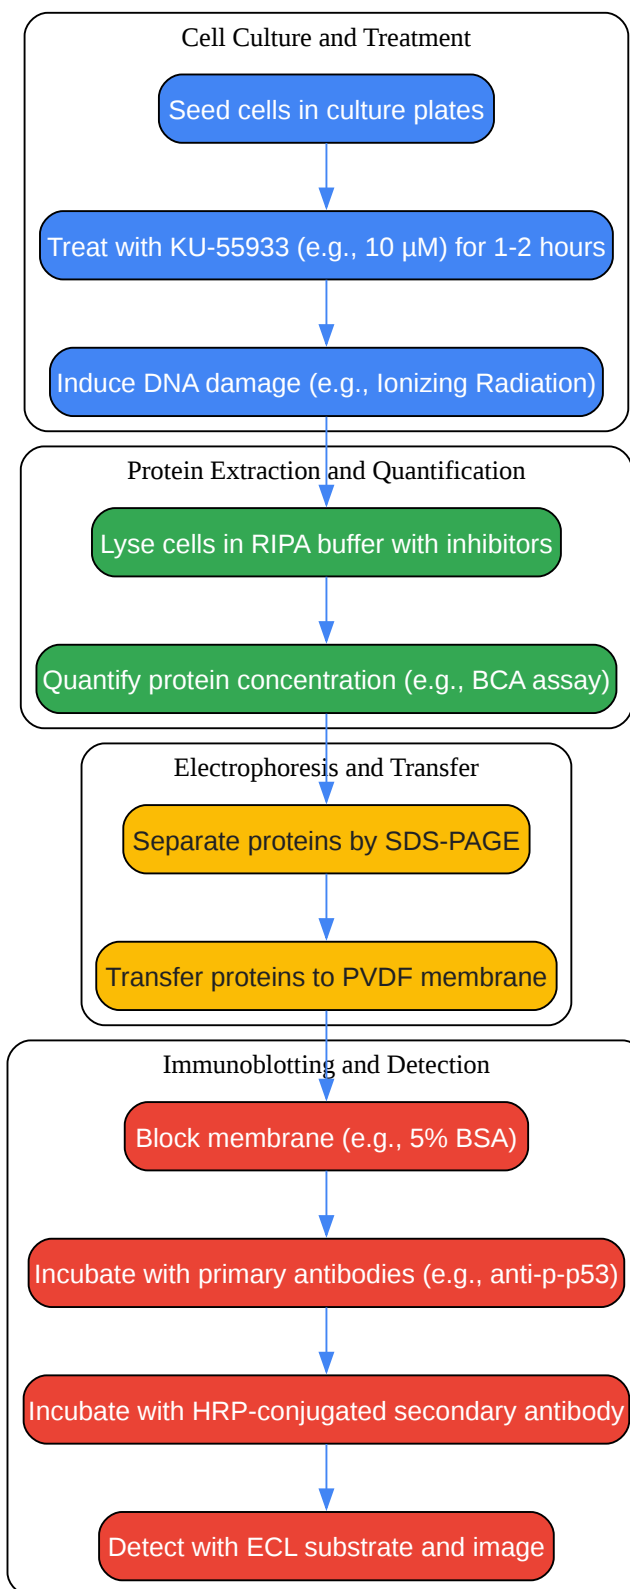 Cell Culture and Treatment
Seed cells in culture plates
Treat with KU-55933 (e.g., 10 µM) for 1-2 hours
Induce DNA damage (e.g., Ionizing Radiation)
Protein Extraction and Quantification
Lyse cells in RIPA buffer with inhibitors
Quantify protein concentration (e.g., BCA assay)
Electrophoresis and Transfer
Separate proteins by SDS-PAGE
Transfer proteins to PVDF membrane
Immunoblotting and Detection
Block membrane (e.g., 5% BSA)
Incubate with primary antibodies (e.g., anti-p-p53)
Incubate with HRP-conjugated secondary antibody
Detect with ECL substrate and image